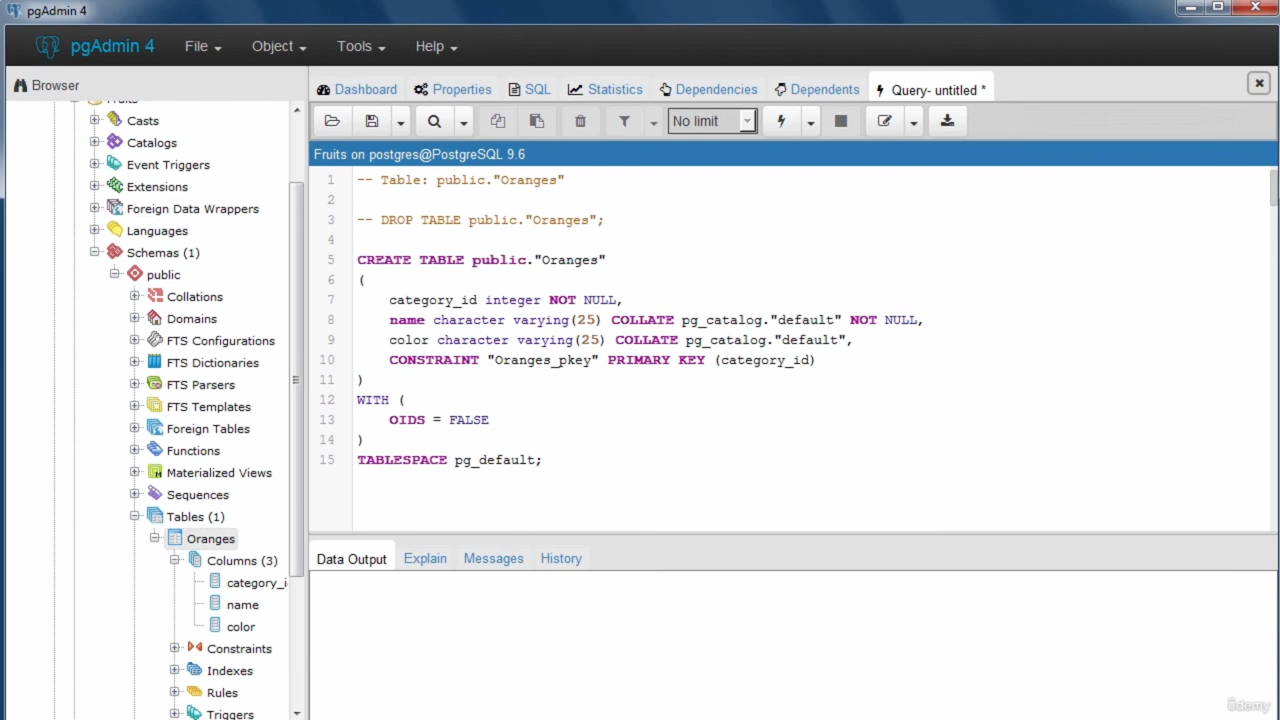 pgAdmin 4
pgAdmin 4 File Object Tools Help
Browser
Dashboard Properties SQL Statistics Dependencies Dependents Query- untitled *
No limit
Fruits on postgres@PostgreSQL 9.6
Fruits
Casts
Catalogs
Event Triggers
Extensions
Foreign Data Wrappers
Languages
Schemas (1)
public
Collations
Domains
FTS Configurations
FTS Dictionaries
FTS Parsers
FTS Templates
Foreign Tables
Functions
Materialized Views
Sequences
Tables (1)
Oranges
Columns (3)
category_i
name
color
Constraints
Indexes
Rules
Triggers
1 -- Table: public."Oranges"
2
3 -- DROP TABLE public."Oranges";
4
5 CREATE TABLE public."Oranges"
6 (
7 category_id integer NOT NULL,
8 name character varying(25) COLLATE pg_catalog."default" NOT NULL,
9 color character varying(25) COLLATE pg_catalog."default",
10 CONSTRAINT "Oranges_pkey" PRIMARY KEY (category_id)
11 )
12 WITH (
13 OIDS = FALSE
14 )
15 TABLESPACE pg_default;
Data Output Explain Messages History
ûdemy